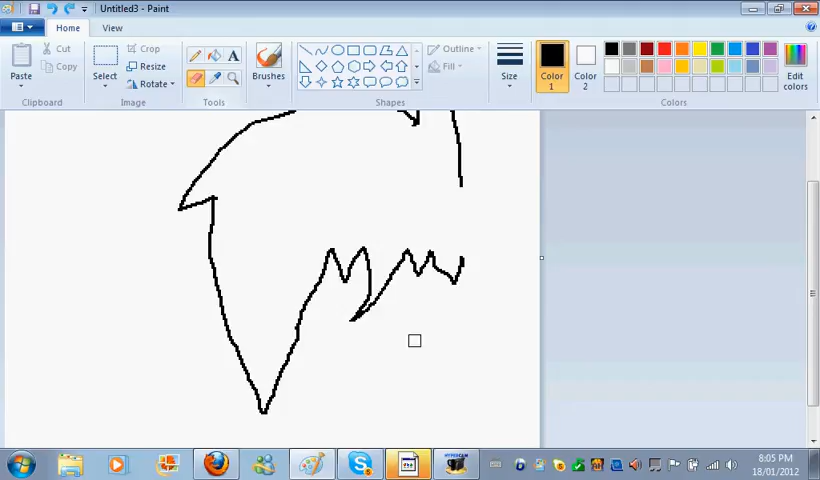 Untitled3 - Paint
Home View
Paste
Cut
Copy
Clipboard
Select
Crop
Resize
Rotate
Image
A
Tools
Brushes
Shapes
Outline
Fill
Size
Color 1
Color 2
Colors
Edit colors
HYPERCAM
8:05 PM
18/01/2012